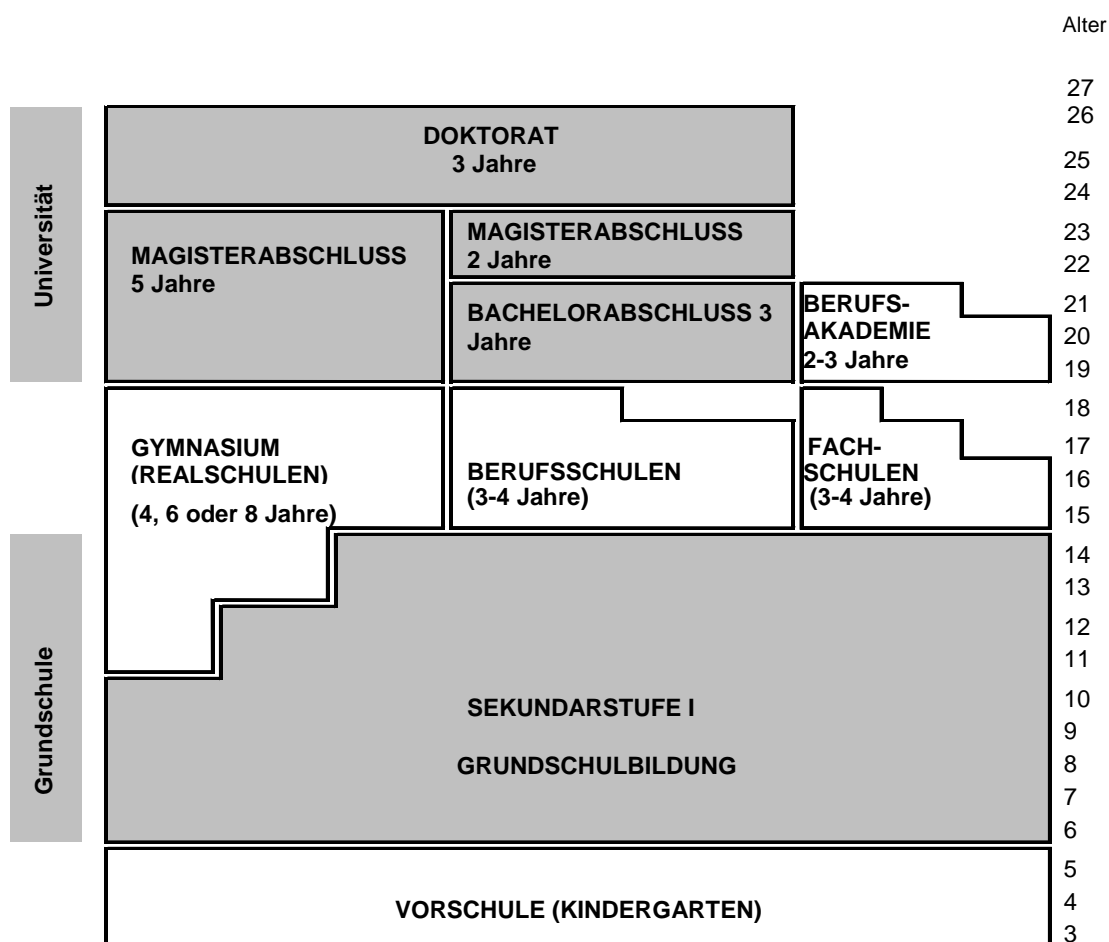 Alter
27
26
Universität
DOKTORAT
3 Jahre
25
24
MAGISTERABSCHLUSS
5 Jahre
MAGISTERABSCHLUSS
2 Jahre
23
22
BACHELORABSCHLUSS 3
Jahre
BERUFS-
AKADEMIE
2-3 Jahre
21
20
19
18
GYMNASIUM
(REALSCHULEN)
(4, 6 oder 8 Jahre)
BERUFSSCHULEN
(3-4 Jahre)
FACH-
SCHULEN
(3-4 Jahre)
17
16
15
14
13
12
11
Grundschule
SEKUNDARSTUFE I
GRUNDSCHULBILDUNG
10
9
8
7
6
VORSCHULE (KINDERGARTEN)
5
4
3